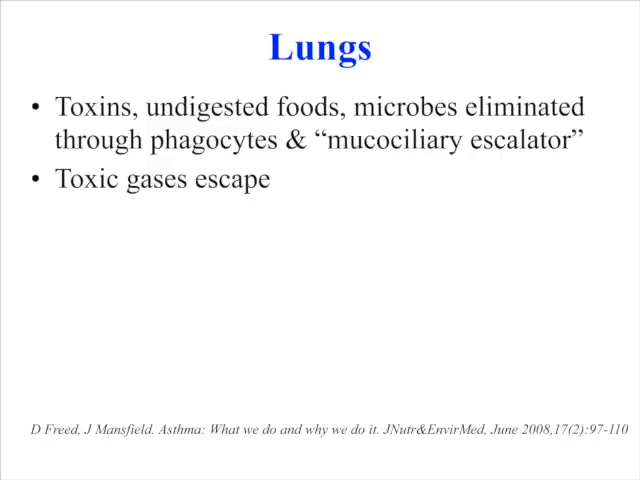 Lungs
• Toxins, undigested foods, microbes eliminated
through phagocytes & “mucociliary escalator”
• Toxic gases escape
D Freed, J Mansfield. Asthma: What we do and why we do it. JNutr&EnvirMed, June 2008,17(2):97-110